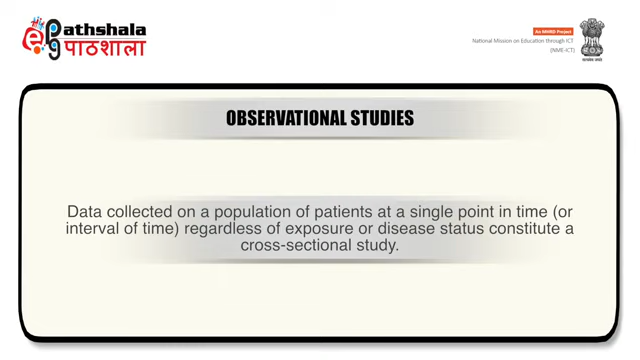 ePG Pathshala
पाठशाला
An MHRD Project
National Mission on Education through ICT
(NME-ICT)
OBSERVATIONAL STUDIES
Data collected on a population of patients at a single point in time (or
interval of time) regardless of exposure or disease status constitute a
cross-sectional study.